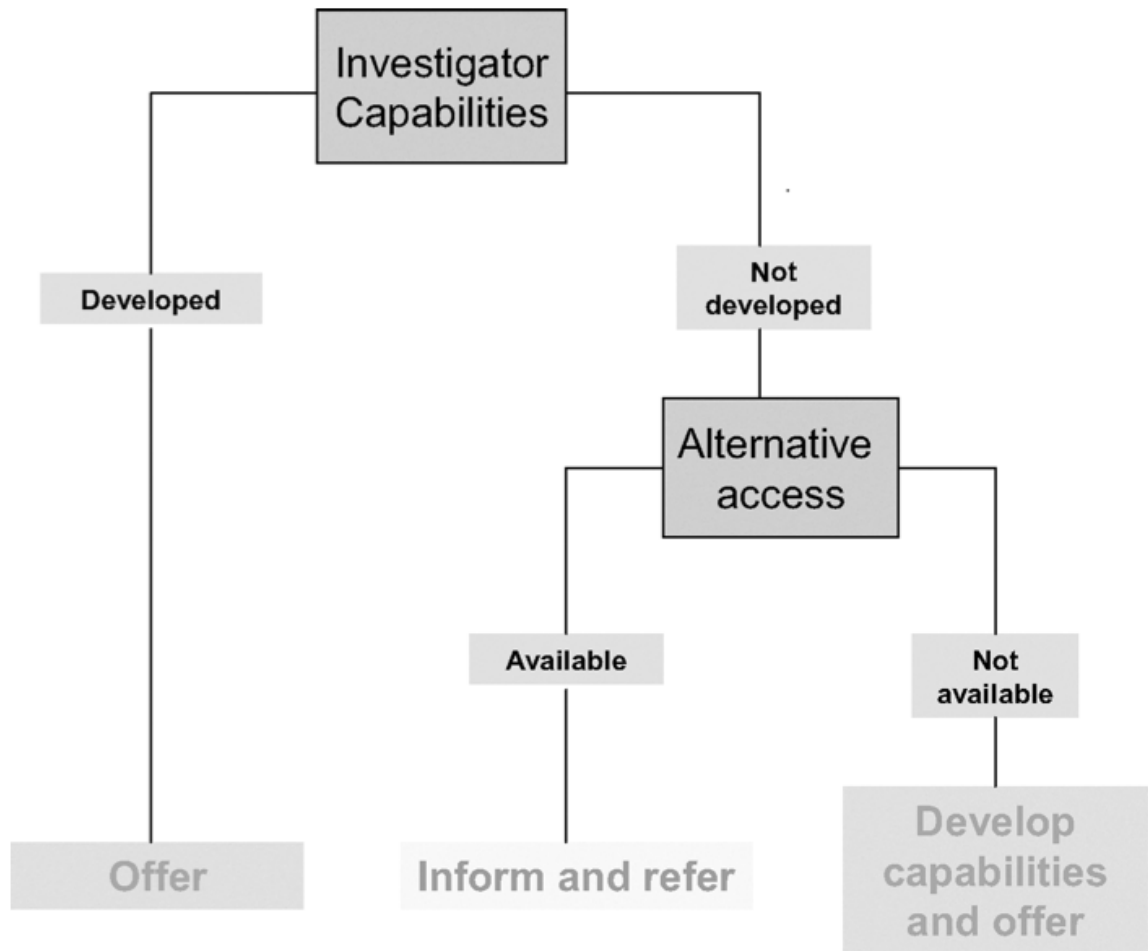 Investigator
Capabilities
Developed
Not
developed
Alternative
access
Available
Not
available
Offer
Inform and refer
Develop
capabilities
and offer